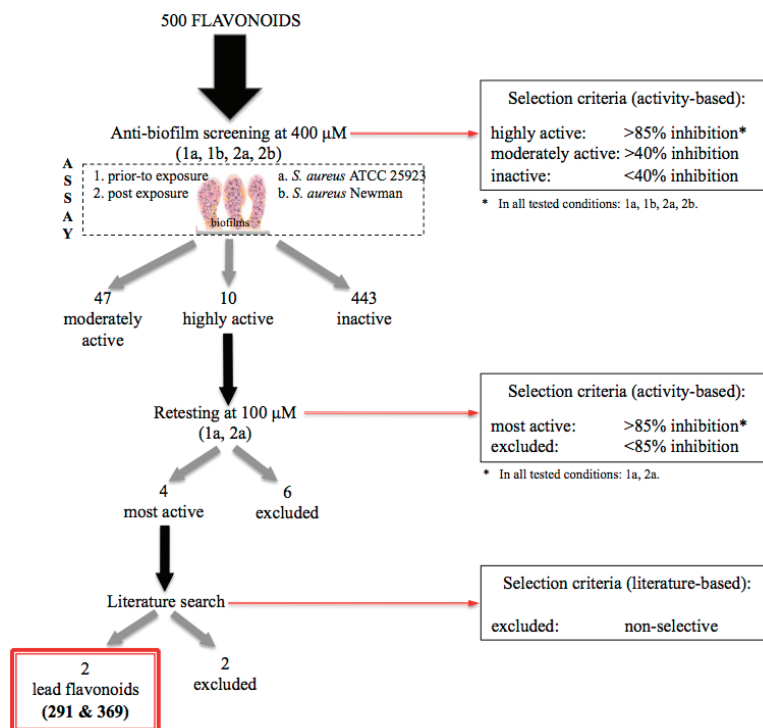 500 FLAVONOIDS
Anti-biofilm screening at 400 μM
(1a, 1b, 2a, 2b)
Selection criteria (activity-based):
highly active: >85% inhibition*
moderately active: >40% inhibition
inactive: <40% inhibition
* In all tested conditions: 1a, 1b, 2a, 2b.
ASSAY
1. prior-to exposure a. S. aureus ATCC 25923
2. post exposure b. S. aureus Newman
biofilms
47
moderately
active
10
highly active
443
inactive
Retesting at 100 μM
(1a, 2a)
Selection criteria (activity-based):
most active: >85% inhibition*
excluded: <85% inhibition
* In all tested conditions: 1a, 2a.
4
most active
6
excluded
Literature search
Selection criteria (literature-based):
excluded: non-selective
2
lead flavonoids
(291 & 369)
2
excluded